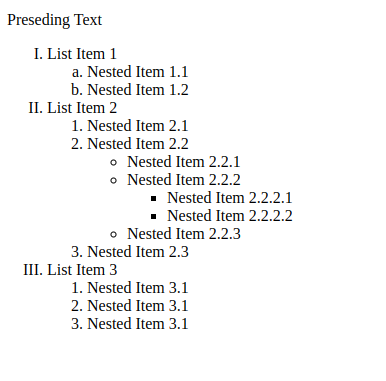 Preseding Text
I. List Item 1
a. Nested Item 1.1
b. Nested Item 1.2
II. List Item 2
1. Nested Item 2.1
2. Nested Item 2.2
Nested Item 2.2.1
Nested Item 2.2.2
Nested Item 2.2.2.1
Nested Item 2.2.2.2
Nested Item 2.2.3
3. Nested Item 2.3
III. List Item 3
1. Nested Item 3.1
2. Nested Item 3.1
3. Nested Item 3.1